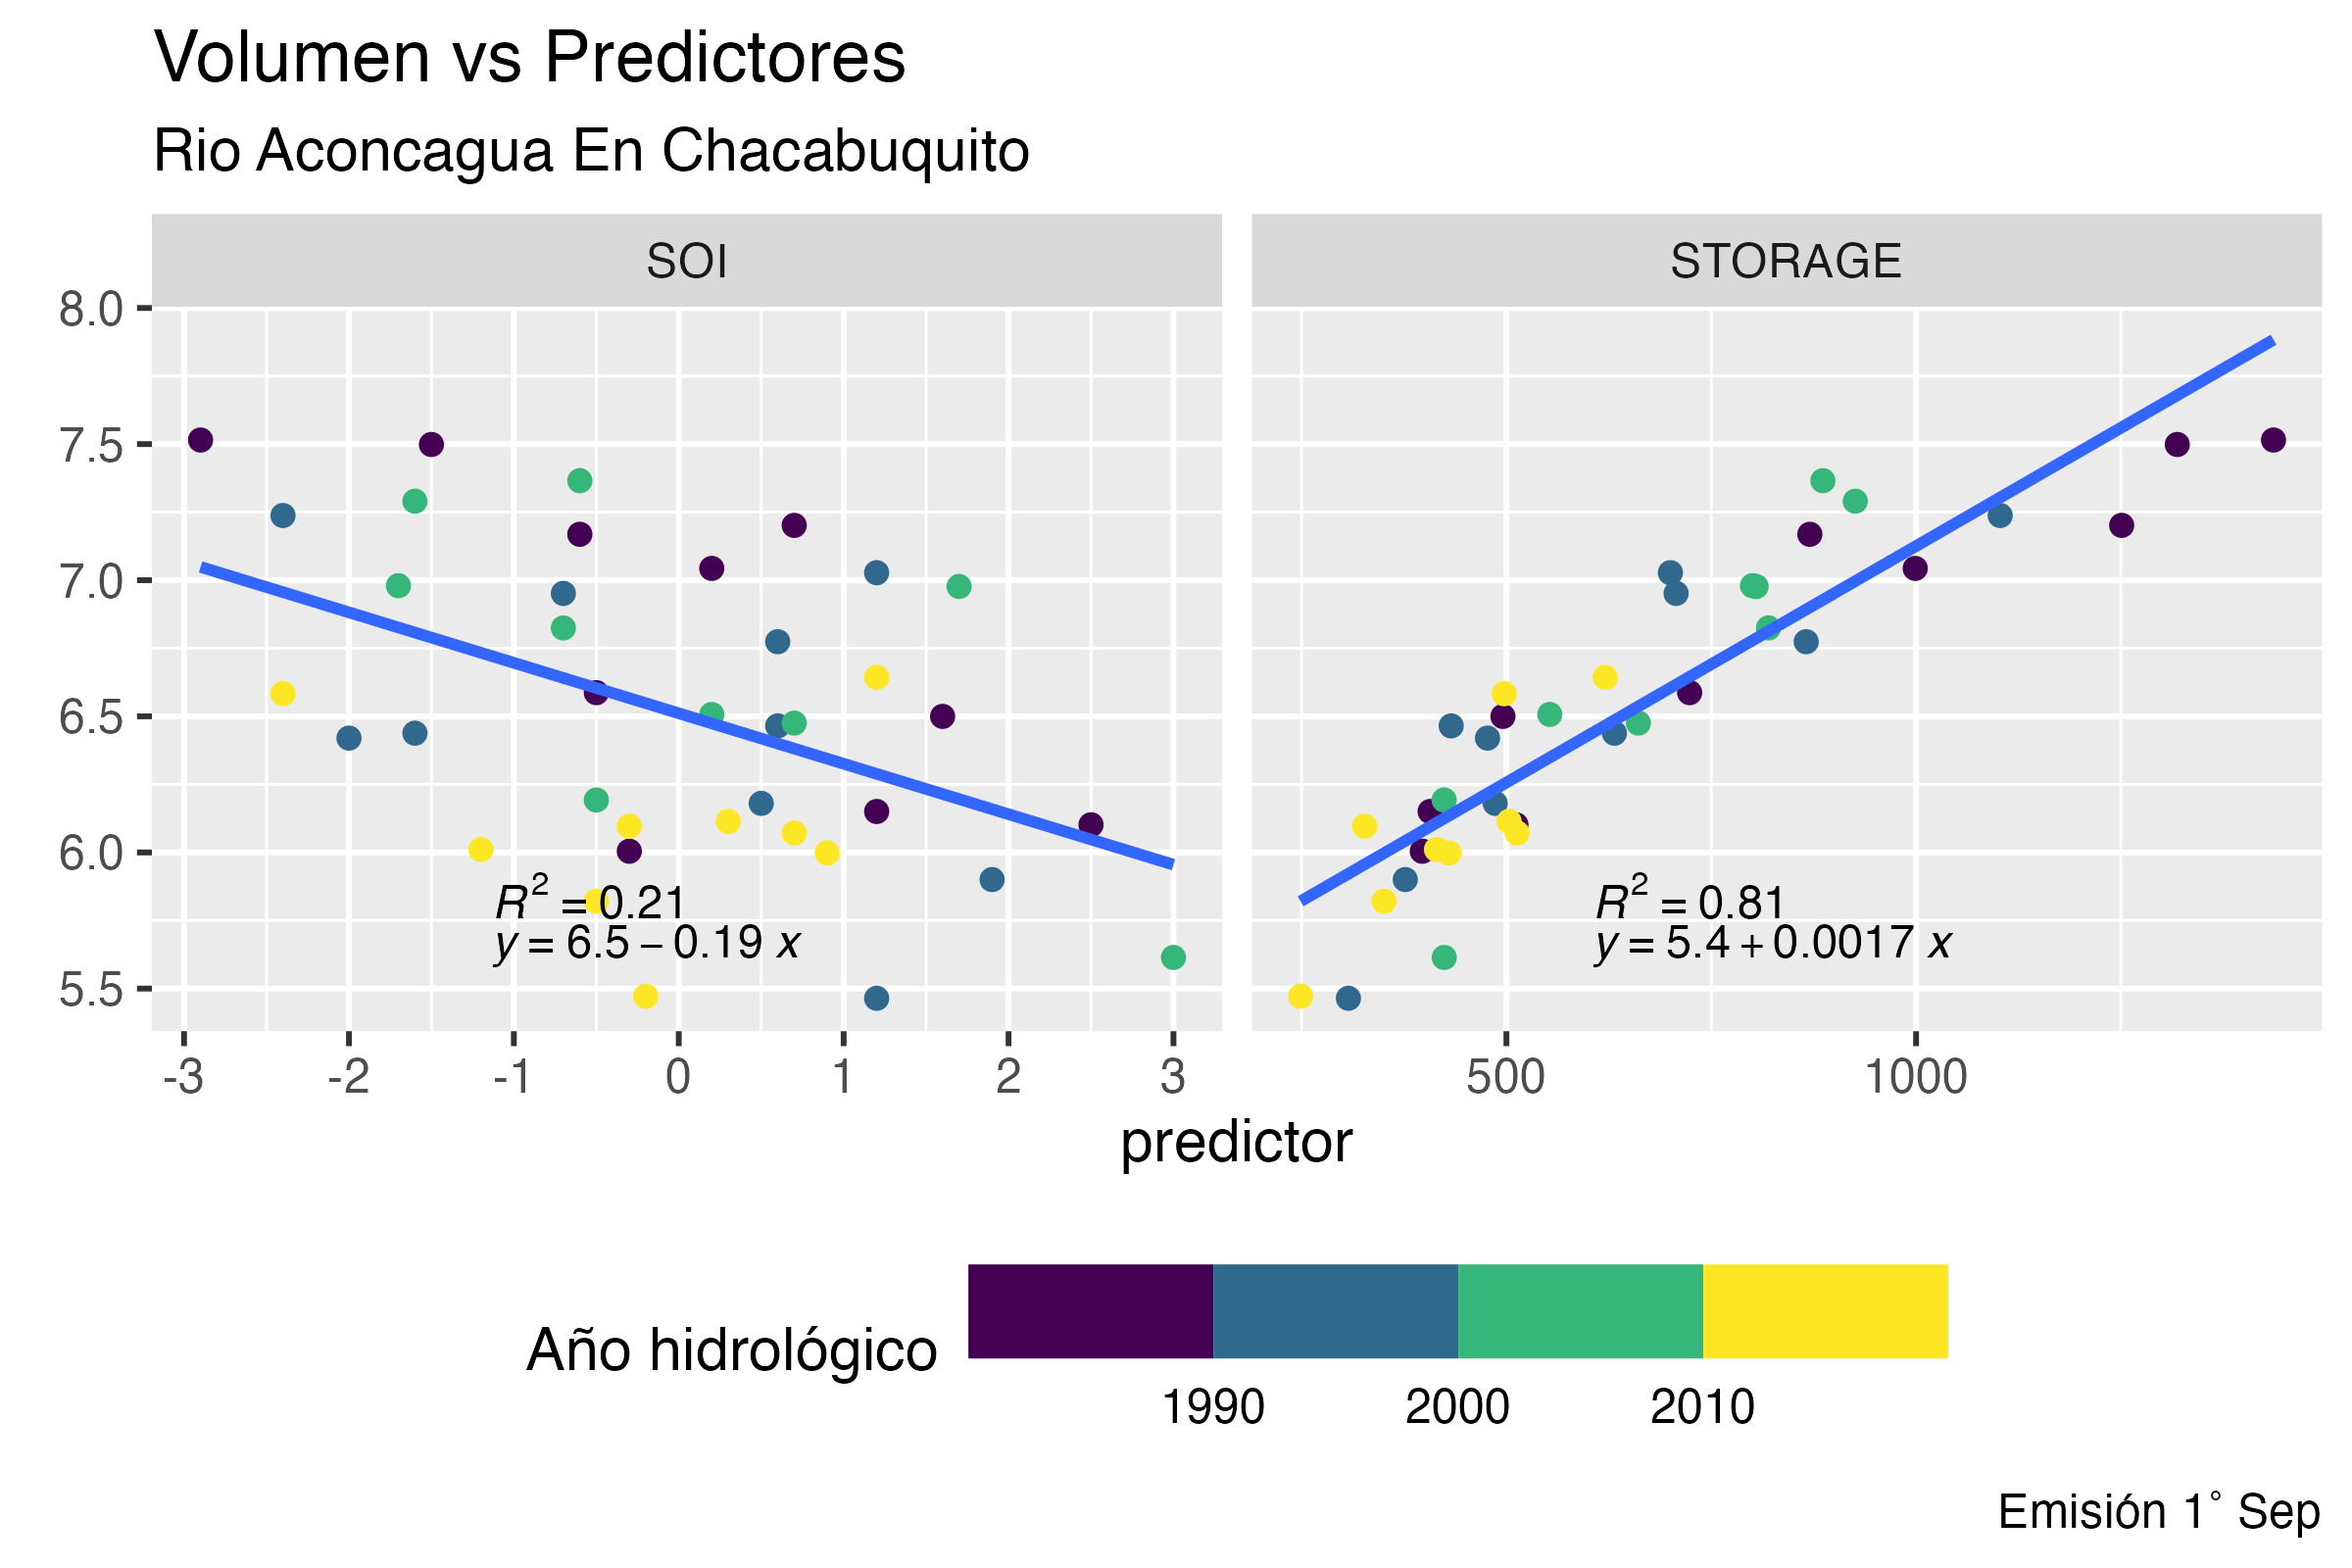 Volumen vs Predictores
Rio Aconcagua En Chacabuquito
SOI
STORAGE
8.0
7.5
7.0
6.5
6.0
5.5
R² = 0.21
y = 6.5 − 0.19 x
R² = 0.81
y = 5.4 + 0.0017 x
-3 -2 -1 0 1 2 3
500 1000
predictor
Año hidrológico
1990 2000 2010
Emisión 1° Sep